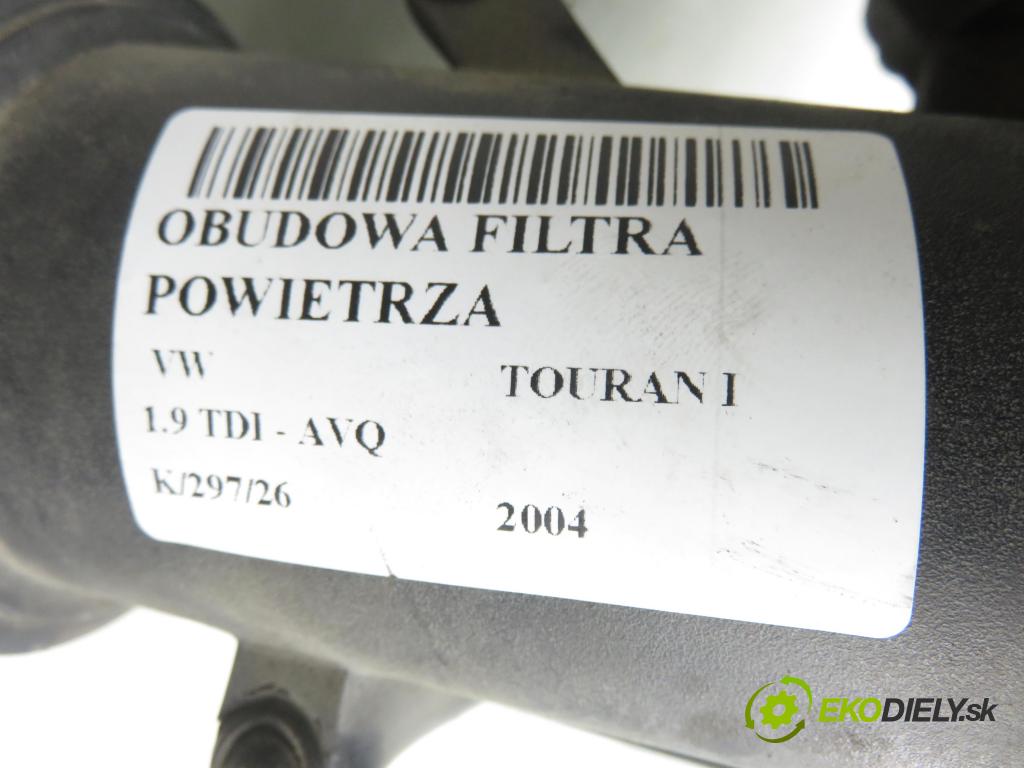 OBUDOWA FILTRA
POWIETRZA
VW TOURAN I
1.9 TDI - AVQ
K/297/26 2004
EKODIELY.sk